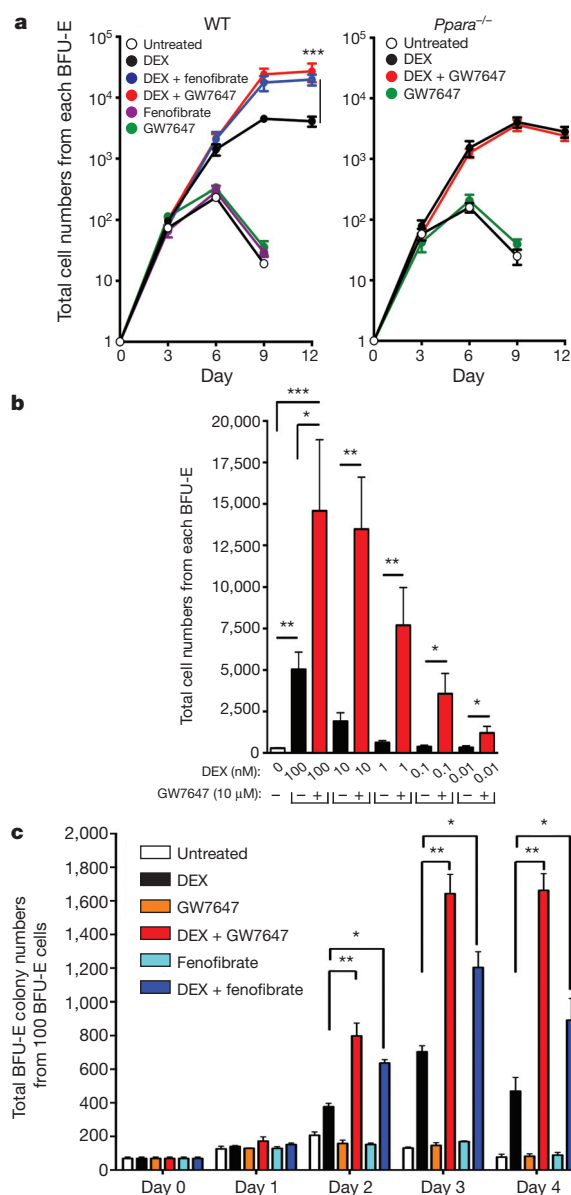 a
WT
Ppara–/–
Total cell numbers from each BFU-E
10^5
10^4
10^3
10^2
10
1
Untreated
DEX
DEX + fenofibrate
DEX + GW7647
Fenofibrate
GW7647
***
0 3 6 9 12
Day
10^5
10^4
10^3
10^2
10
1
Untreated
DEX
DEX + GW7647
GW7647
0 3 6 9 12
Day
b
Total cell numbers from each BFU-E
20,000
17,500
15,000
12,500
10,000
7,500
5,000
2,500
0
***
*
**
**
**
*
*
DEX (nM): 0 100 100 10 10 1 1 0.1 0.1 0.01 0.01
GW7647 (10 μM): – – + – + – + – + – +
c
Total BFU-E colony numbers
from 100 BFU-E cells
2,000
1,800
1,600
1,400
1,200
1,000
800
600
400
200
0
Untreated
DEX
GW7647
DEX + GW7647
Fenofibrate
DEX + fenofibrate
*
**
*
**
*
**
Day 0 Day 1 Day 2 Day 3 Day 4